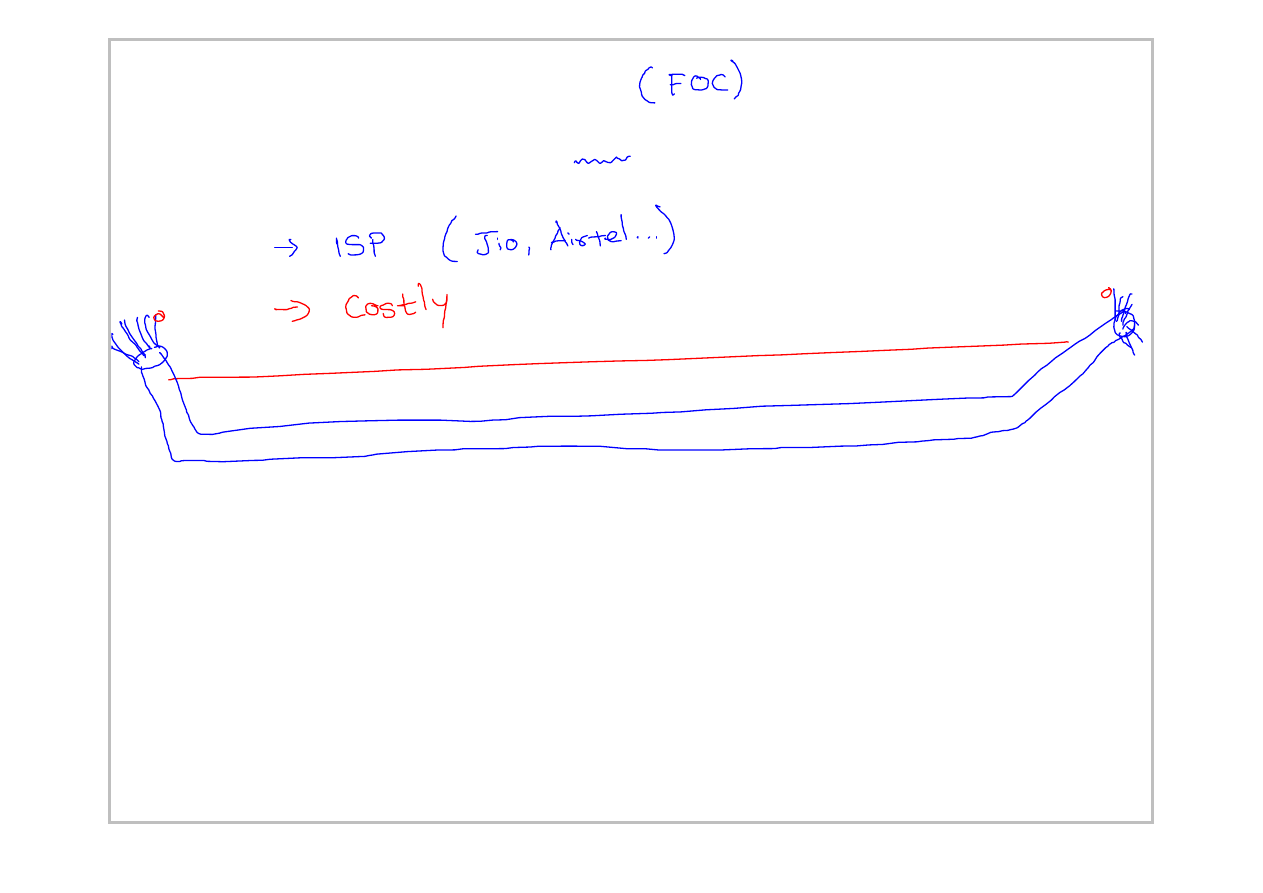 (FOC)
→ ISP (Jio, Airtel...)
→ Costly